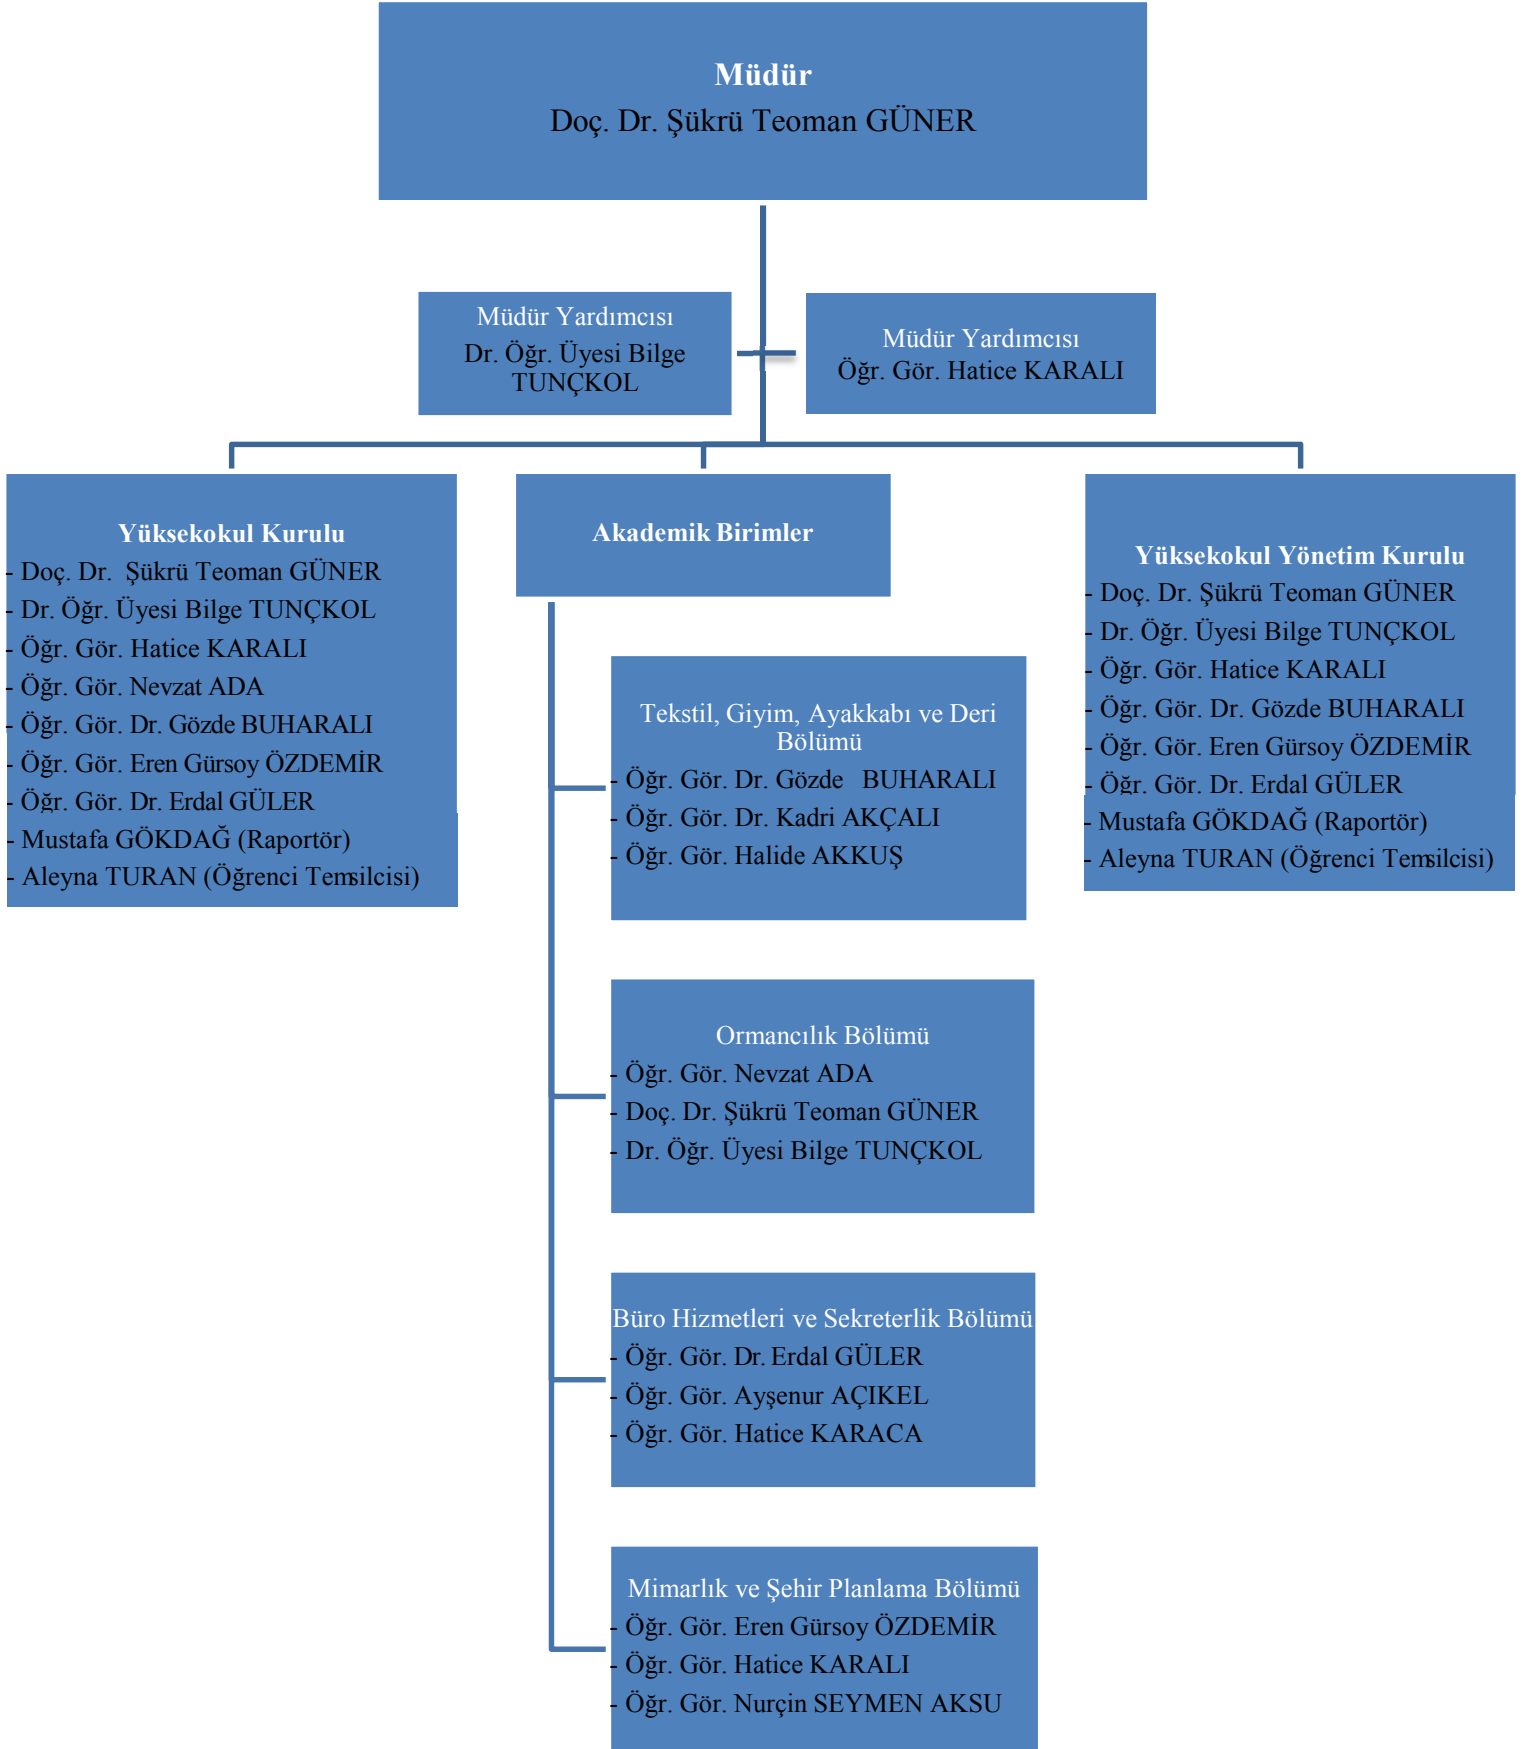 Müdür
Doç. Dr. Şükrü Teoman GÜNER
Müdür Yardımcısı
Dr. Öğr. Üyesi Bilge
TUNÇKOL
Müdür Yardımcısı
Öğr. Gör. Hatice KARALI
Yüksekokul Kurulu
- Doç. Dr. Şükrü Teoman GÜNER
- Dr. Öğr. Üyesi Bilge TUNÇKOL
- Öğr. Gör. Hatice KARALI
- Öğr. Gör. Nevzat ADA
- Öğr. Gör. Dr. Gözde BUHARALI
- Öğr. Gör. Eren Gürsoy ÖZDEMİR
- Öğr. Gör. Dr. Erdal GÜLER
- Mustafa GÖKDAĞ (Raportör)
- Aleyna TURAN (Öğrenci Temsilcisi)
Akademik Birimler
Tekstil, Giyim, Ayakkabı ve Deri
Bölümü
- Öğr. Gör. Dr. Gözde BUHARALI
- Öğr. Gör. Dr. Kadri AKÇALI
- Öğr. Gör. Halide AKKUŞ
Ormancılık Bölümü
- Öğr. Gör. Nevzat ADA
- Doç. Dr. Şükrü Teoman GÜNER
- Dr. Öğr. Üyesi Bilge TUNÇKOL
Büro Hizmetleri ve Sekreterlik Bölümü
- Öğr. Gör. Dr. Erdal GÜLER
- Öğr. Gör. Ayşenur AÇIKEL
- Öğr. Gör. Hatice KARACA
Mimarlık ve Şehir Planlama Bölümü
- Öğr. Gör. Eren Gürsoy ÖZDEMİR
- Öğr. Gör. Hatice KARALI
- Öğr. Gör. Nurçin SEYMEN AKSU
Yüksekokul Yönetim Kurulu
- Doç. Dr. Şükrü Teoman GÜNER
- Dr. Öğr. Üyesi Bilge TUNÇKOL
- Öğr. Gör. Hatice KARALI
- Öğr. Gör. Dr. Gözde BUHARALI
- Öğr. Gör. Eren Gürsoy ÖZDEMİR
- Öğr. Gör. Dr. Erdal GÜLER
- Mustafa GÖKDAĞ (Raportör)
- Aleyna TURAN (Öğrenci Temsilcisi)